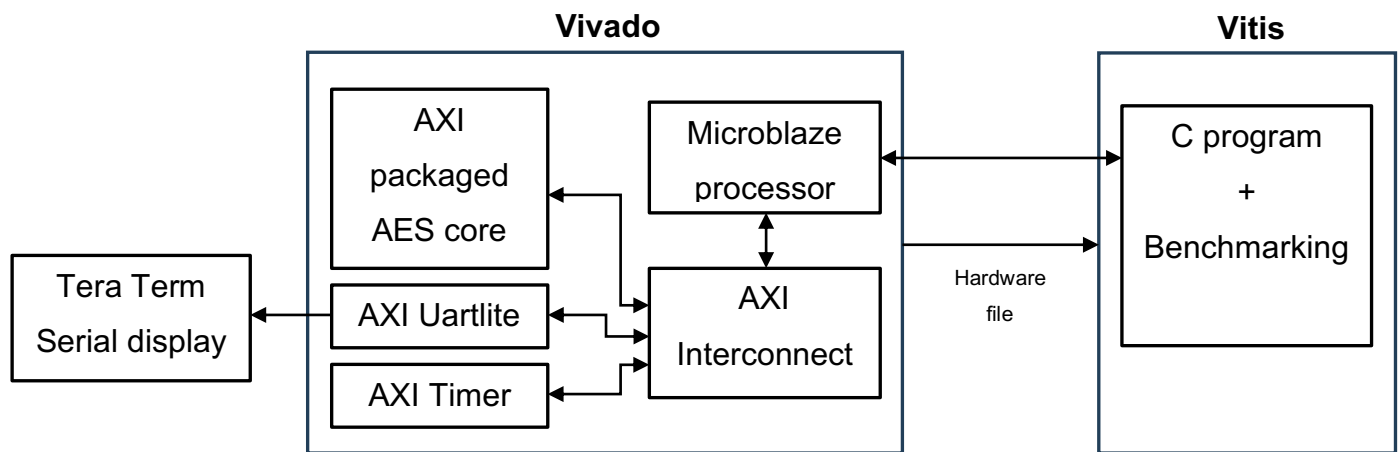 Vivado
Vitis
AXI
packaged
AES core
Microblaze
processor
C program
+
Benchmarking
Tera Term
Serial display
AXI Uartlite
AXI Timer
AXI
Interconnect
Hardware
file